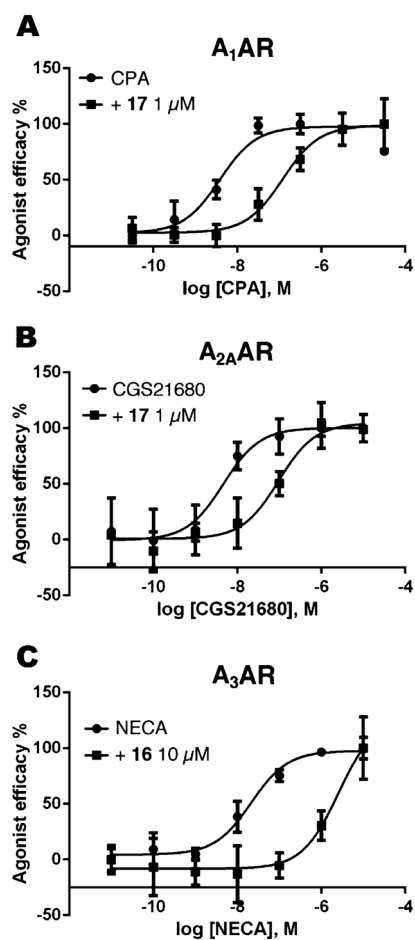 A
A₁AR
150
100
50
0
-50
Agonist efficacy %
CPA
+ 17 1 µM
-10
-8
-6
-4
log [CPA], M
B
A₂AAR
150
100
50
0
-50
Agonist efficacy %
CGS21680
+ 17 1 µM
-10
-8
-6
-4
log [CGS21680], M
C
A₃AR
150
100
50
0
-50
Agonist efficacy %
NECA
+ 16 10 µM
-10
-8
-6
-4
log [NECA], M